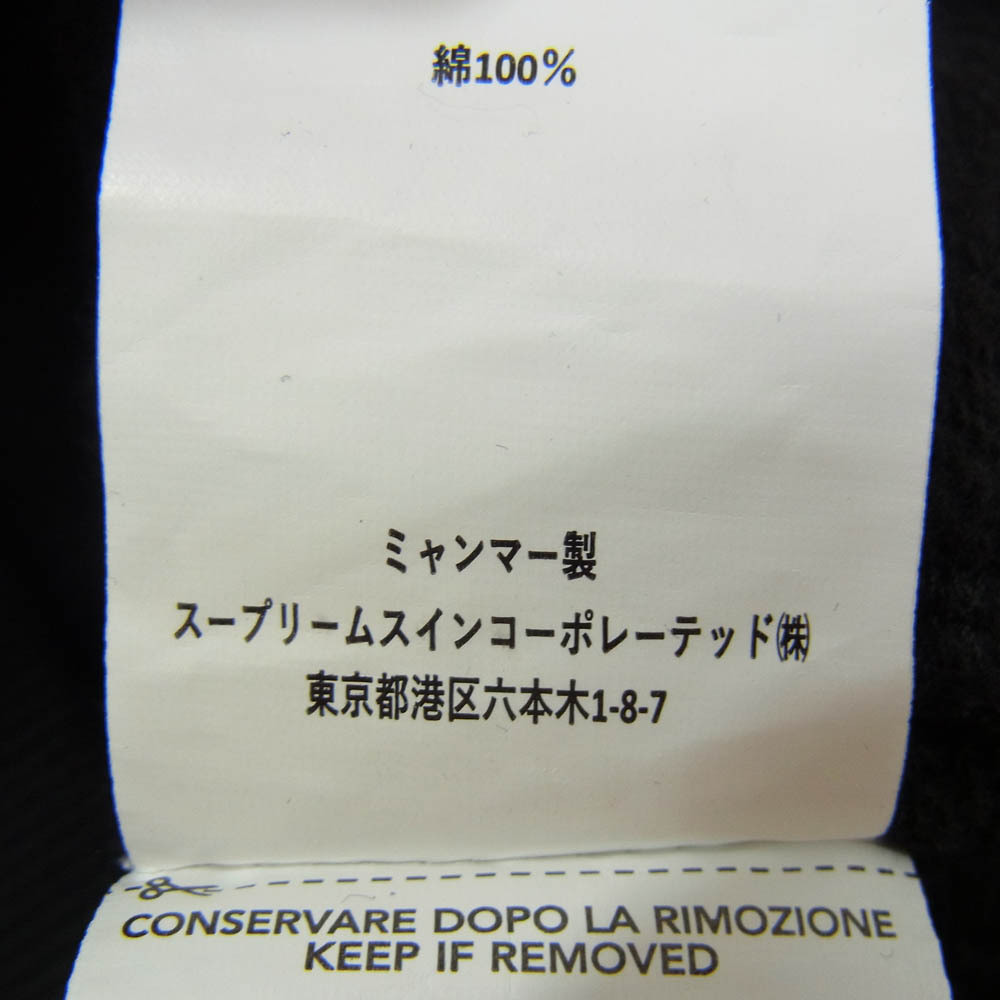 綿100%
ミャンマー製
スープリームスインコーポレーテッド㈱
東京都港区六本木1-8-7
CONSERVARE DOPO LA RIMOZIONE
KEEP IF REMOVED